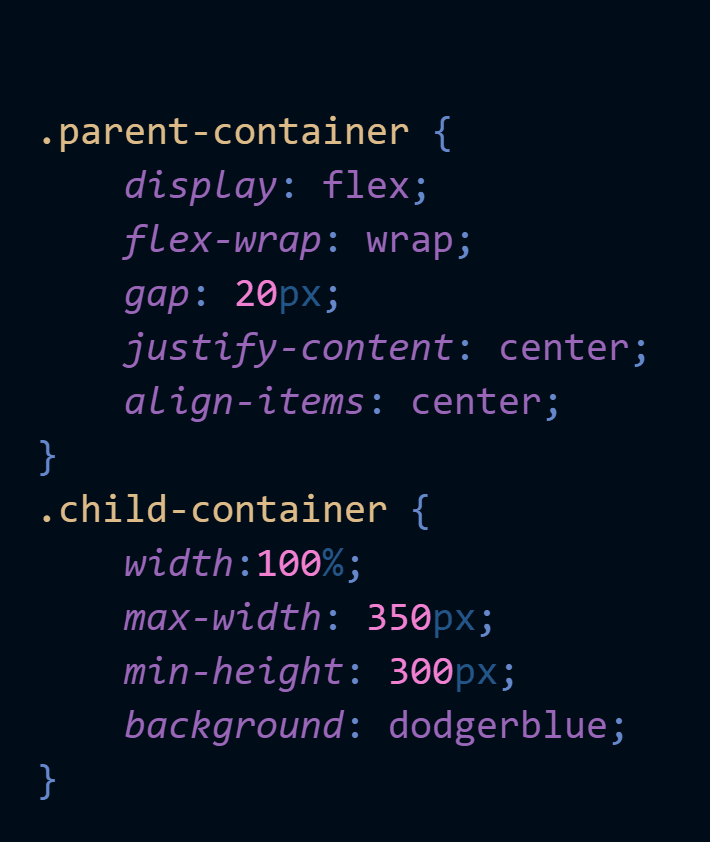 .parent-container {
    display: flex;
    flex-wrap: wrap;
    gap: 20px;
    justify-content: center;
    align-items: center;
}
.child-container {
    width:100%;
    max-width: 350px;
    min-height: 300px;
    background: dodgerblue;
}